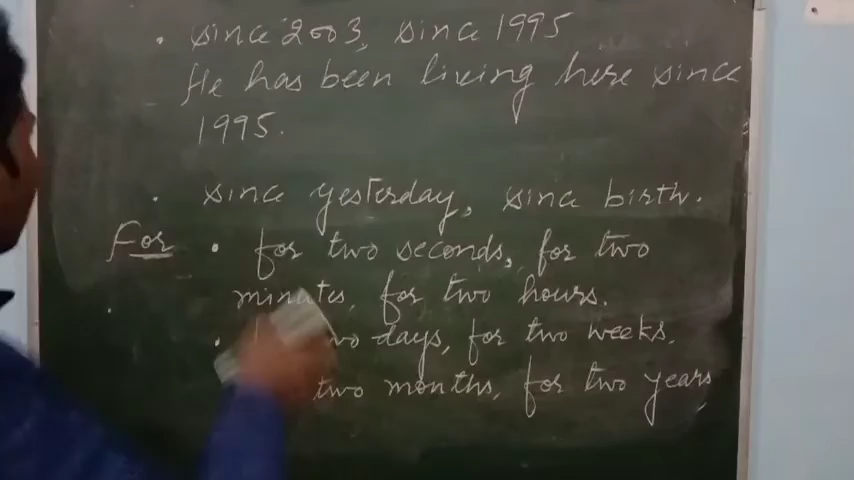 · since 2003, since 1995
He has been living here since
1995.
· since yesterday, since birth.
For · for two seconds, for two
minutes, for two hours.
· days, for two weeks.
two months, for two years